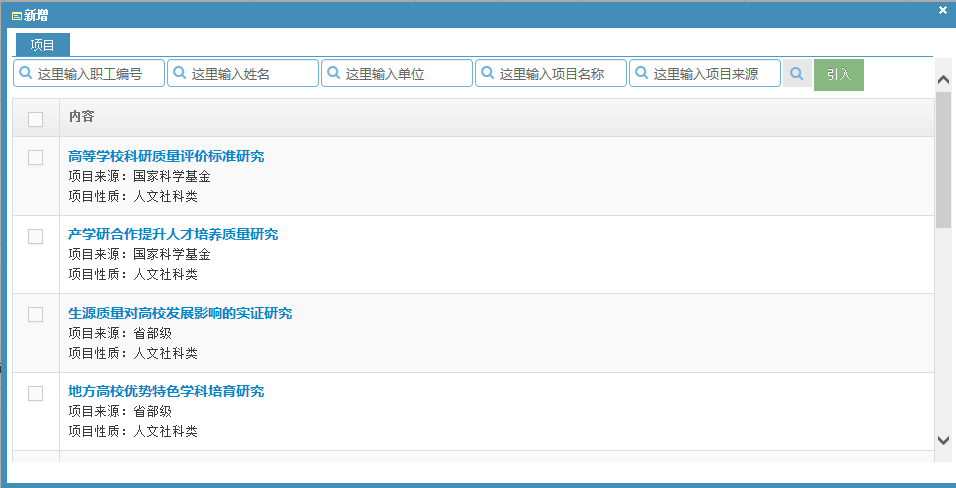 新增
项目
这里输入职工编号 这里输入姓名 这里输入单位 这里输入项目名称 这里输入项目来源 引入
内容
高等学校科研质量评价标准研究
项目来源：国家科学基金
项目性质：人文社科类
产学研合作提升人才培养质量研究
项目来源：国家科学基金
项目性质：人文社科类
生源质量对高校发展影响的实证研究
项目来源：省部级
项目性质：人文社科类
地方高校优势特色学科培育研究
项目来源：省部级
项目性质：人文社科类